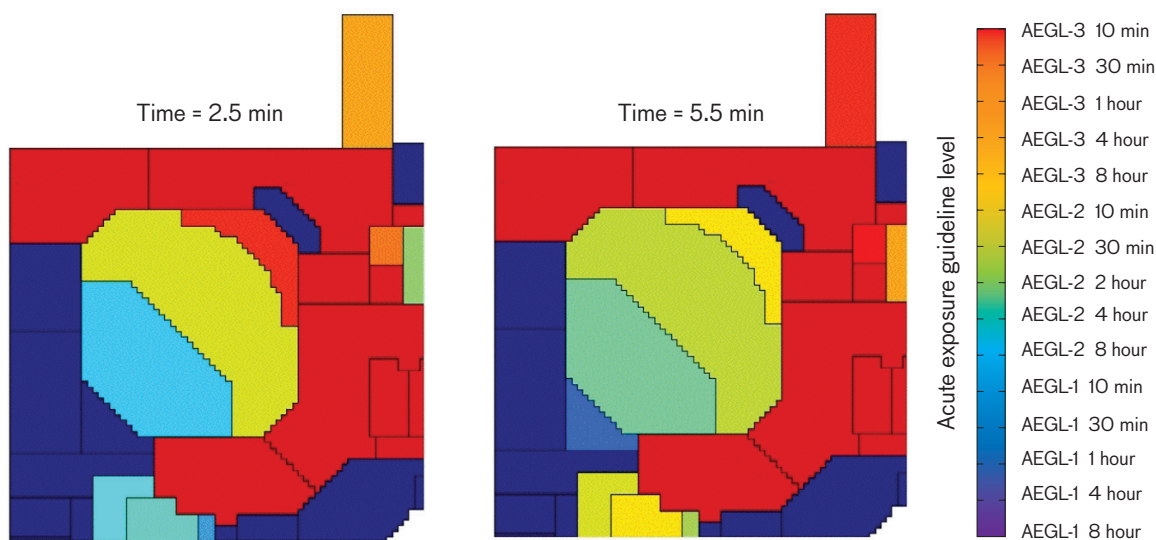 Time = 2.5 min
Time = 5.5 min
Acute exposure guideline level
AEGL-3 10 min
AEGL-3 30 min
AEGL-3 1 hour
AEGL-3 4 hour
AEGL-3 8 hour
AEGL-2 10 min
AEGL-2 30 min
AEGL-2 2 hour
AEGL-2 4 hour
AEGL-2 8 hour
AEGL-1 10 min
AEGL-1 30 min
AEGL-1 1 hour
AEGL-1 4 hour
AEGL-1 8 hour